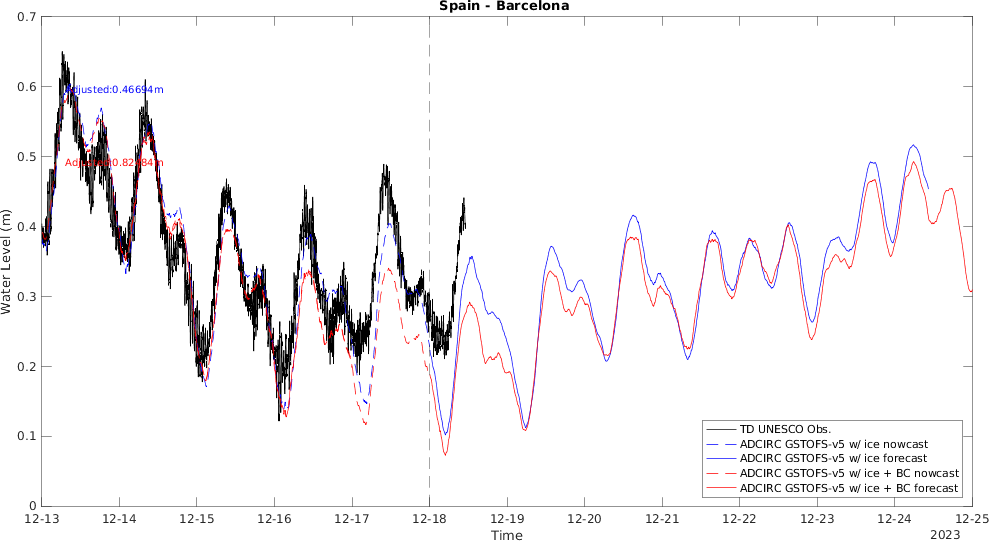 Spain - Barcelona
Water Level (m)
0.7
0.6
0.5
0.4
0.3
0.2
0.1
0
Adjusted:0.46694m
TD UNESCO Obs.
ADCIRC GSTOFS-v5 w/ ice nowcast
ADCIRC GSTOFS-v5 w/ ice forecast
ADCIRC GSTOFS-v5 w/ ice + BC nowcast
ADCIRC GSTOFS-v5 w/ ice + BC forecast
12-13 12-14 12-15 12-16 12-17 12-18 12-19 12-20 12-21 12-22 12-23 12-24 12-25
Time
2023